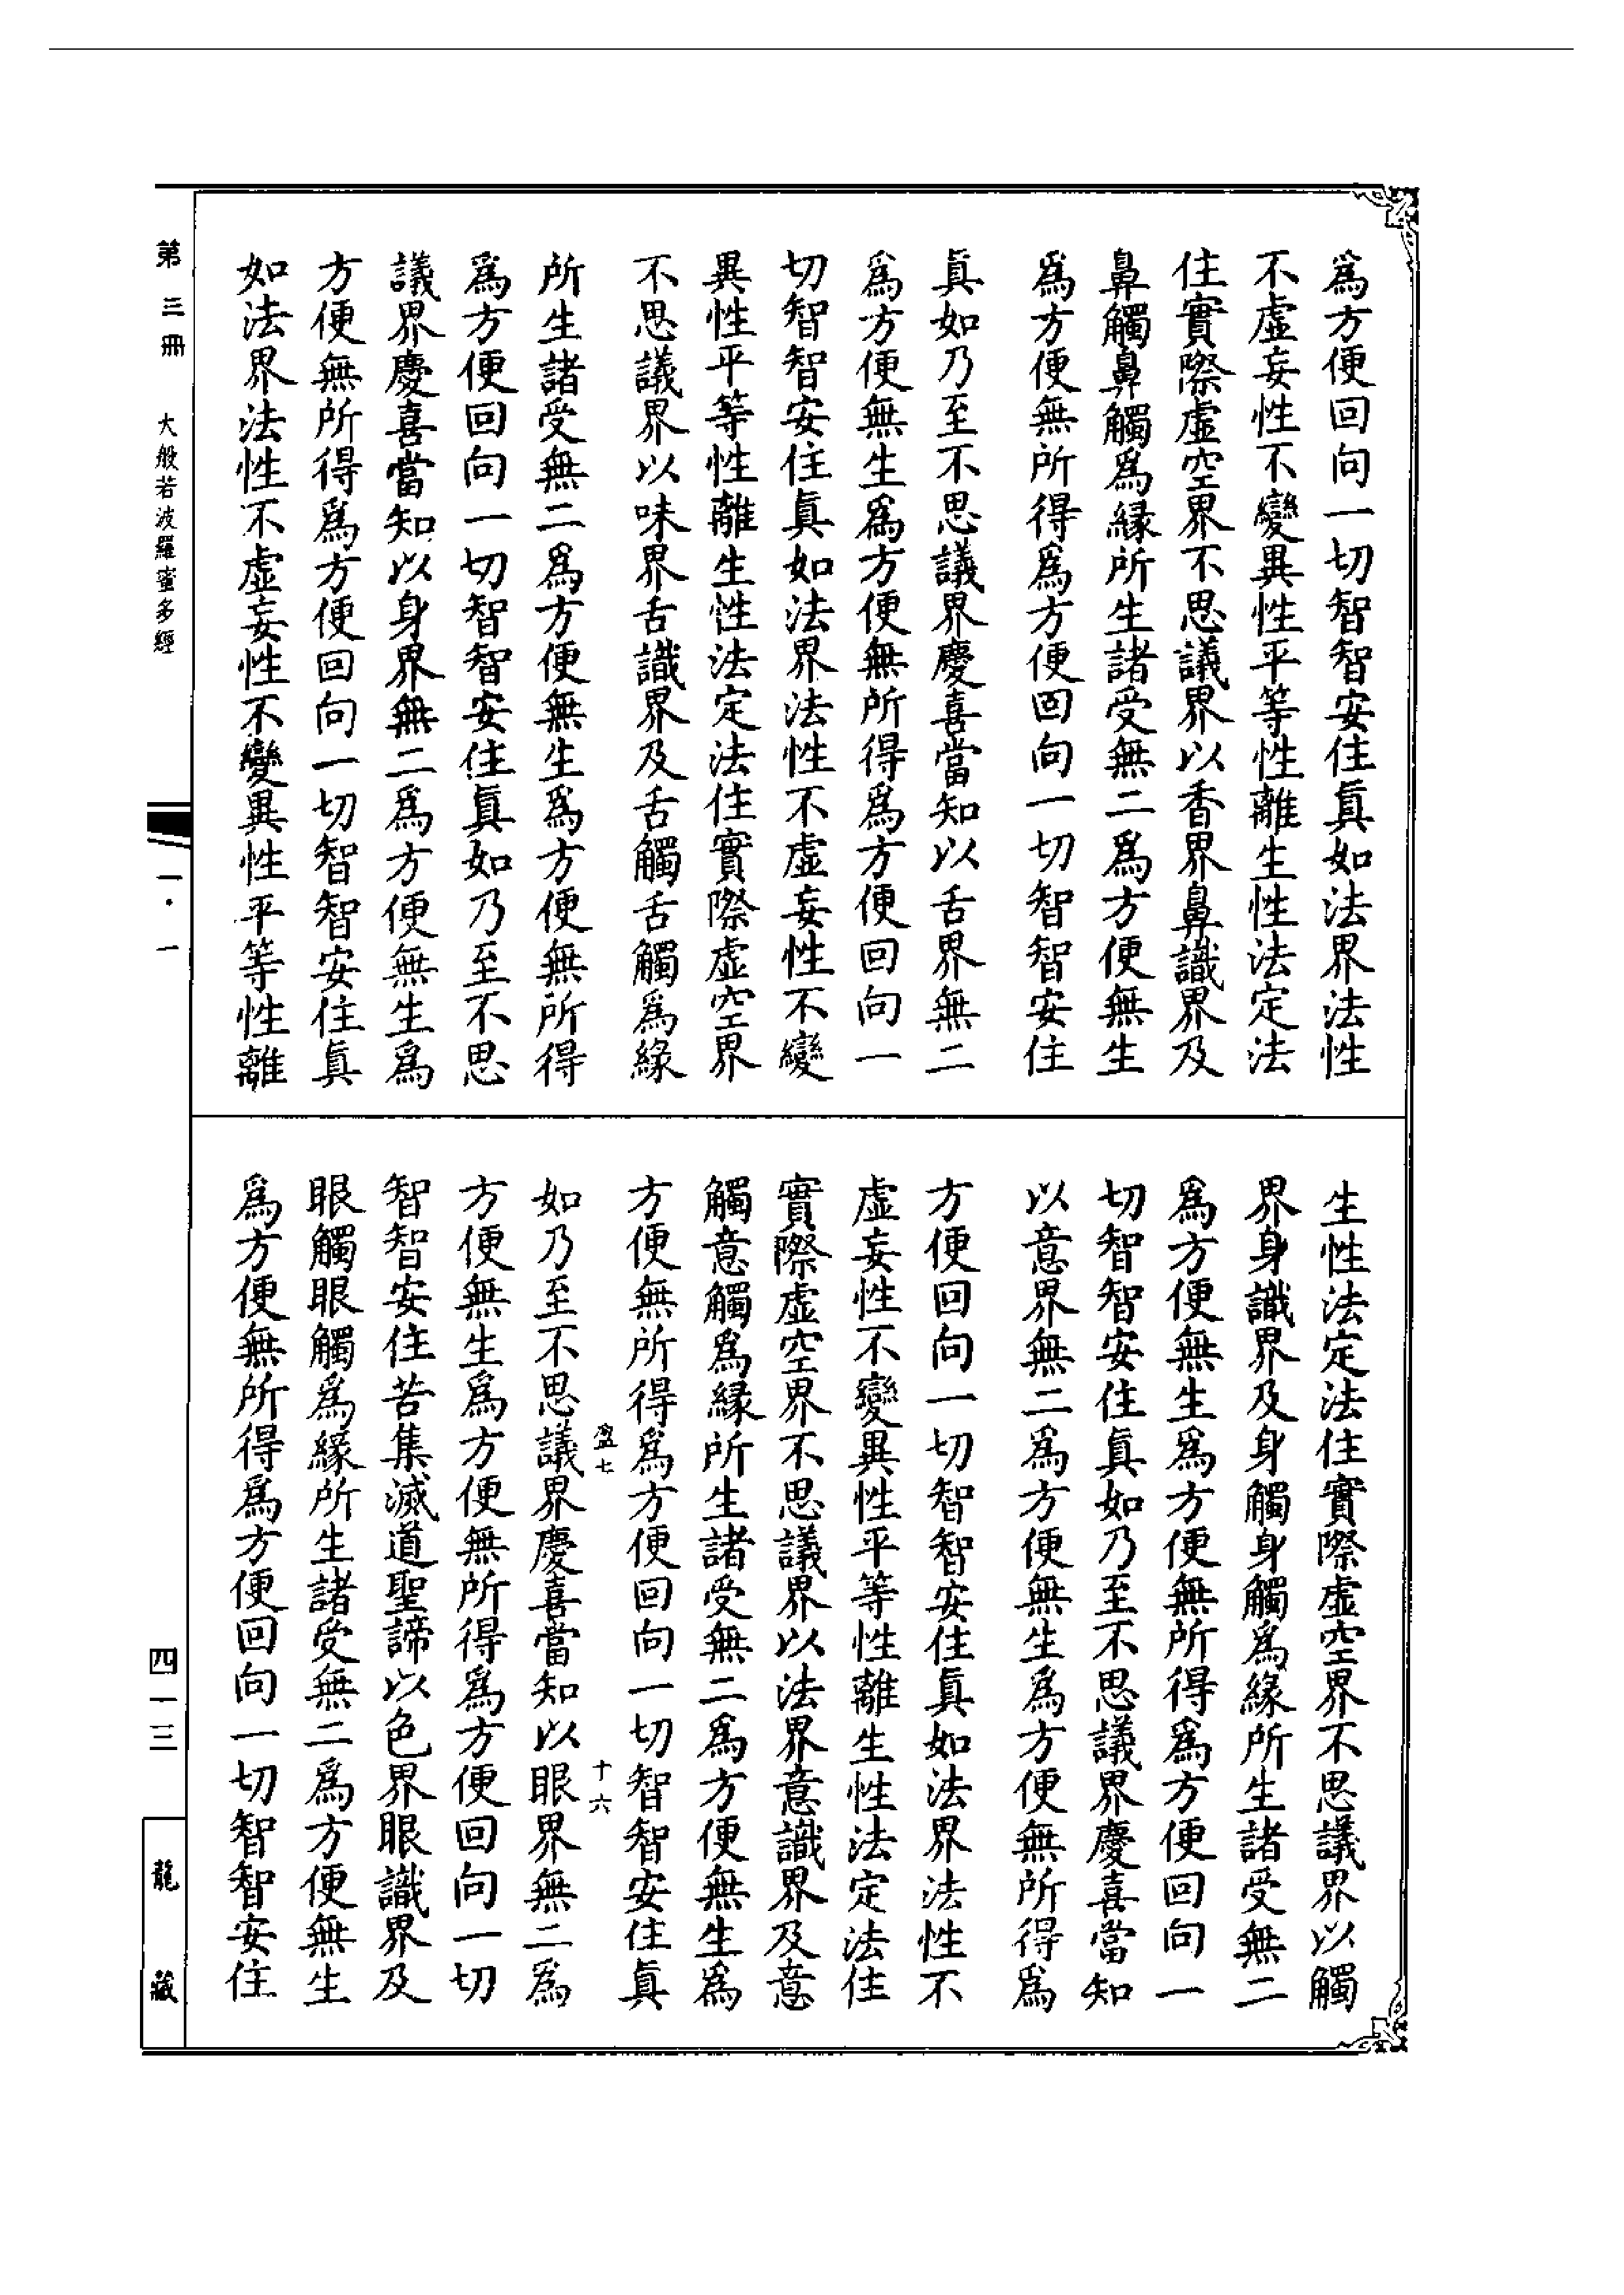 爲方便回向一切智智安住眞如法界法性
不虛妄性不變異性平等性離生性法定法
住實際虛空界不思議界以香界鼻識界及
鼻觸鼻觸爲緣所生諸受無二爲方便無生
爲方便無所得爲方便回向一切智智安住
眞如乃至不思議界慶喜當知以舌界無二
爲方便無生爲方便無所得爲方便回向一
切智智安住眞如法界法性不虛妄性不變
異性平等性離生性法定法住實際虛空界
不思議界以味界舌識界及舌觸舌觸爲緣
所生諸受無二爲方便無生爲方便無所得
爲方便回向一切智智安住眞如乃至不思
議界慶喜當知以身界無二爲方便無生爲
方便無所得爲方便回向一切智智安住眞
如法界法性不虛妄性不變異性平等性離
生性法定法住實際虛空界不思議界以觸
界身識界及身觸身觸爲緣所生諸受無二
爲方便無生爲方便無所得爲方便回向一
切智智安住眞如乃至不思議界慶喜當知
以意界無二爲方便無生爲方便無所得爲
方便回向一切智智安住眞如法界法性不
虛妄性不變異性平等性離生性法定法住
實際虛空界不思議界以法界意識界及意
觸意觸爲緣所生諸受無二爲方便無生爲
方便無所得爲方便回向一切智智安住眞
盈七 十六
如乃至不思議界慶喜當知以眼界無二爲
方便無生爲方便無所得爲方便回向一切
智智安住苦集滅道聖諦以色界眼識界及
眼觸眼觸爲緣所生諸受無二爲方便無生
爲方便無所得爲方便回向一切智智安住
第三冊 大般若波羅蜜多經 一·一 四一三 龍藏